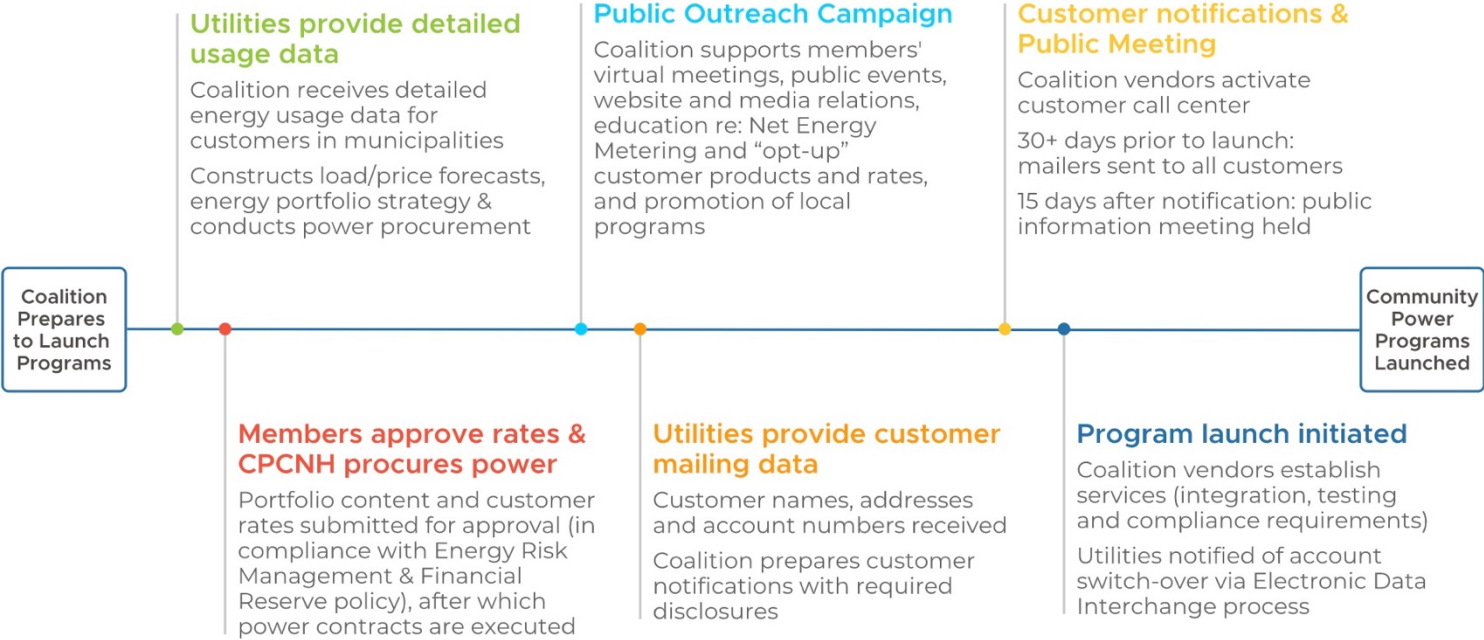 Coalition
Prepares
to Launch
Programs
Utilities provide detailed
usage data
Coalition receives detailed
energy usage data for
customers in municipalities
Constructs load/price forecasts,
energy portfolio strategy &
conducts power procurement
Members approve rates &
CPCNH procures power
Portfolio content and customer
rates submitted for approval (in
compliance with Energy Risk
Management & Financial
Reserve policy), after which
power contracts are executed
Public Outreach Campaign
Coalition supports members'
virtual meetings, public events,
website and media relations,
education re: Net Energy
Metering and “opt-up”
customer products and rates,
and promotion of local
programs
Utilities provide customer
mailing data
Customer names, addresses
and account numbers received
Coalition prepares customer
notifications with required
disclosures
Customer notifications &
Public Meeting
Coalition vendors activate
customer call center
30+ days prior to launch:
mailers sent to all customers
15 days after notification: public
information meeting held
Program launch initiated
Coalition vendors establish
services (integration, testing
and compliance requirements)
Utilities notified of account
switch-over via Electronic Data
Interchange process
Community
Power
Programs
Launched